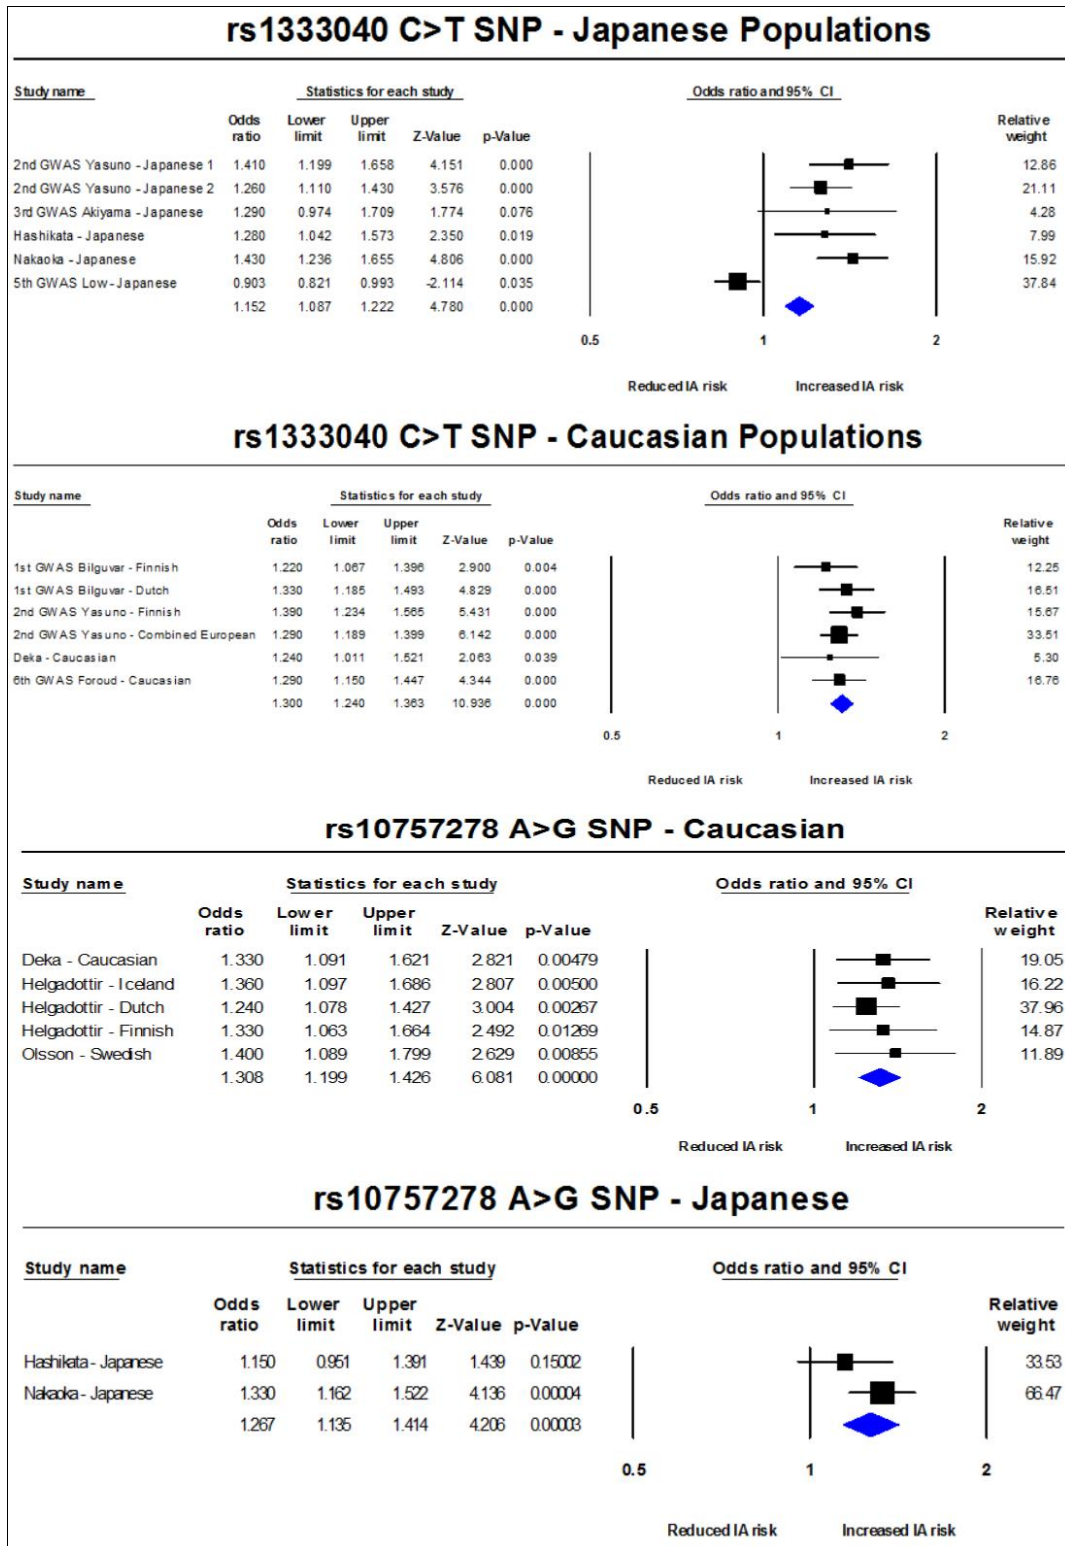 rs1333040 C>T SNP - Japanese Populations
Study name Statistics for each study Odds ratio and 95% CI
Odds Lower Upper Relative
ratio limit limit Z-Value p-Value weight
2nd GWAS Yasuno - Japanese 1 1.410 1.199 1.658 4.151 0.000 12.86
2nd GWAS Yasuno - Japanese 2 1.260 1.110 1.430 3.576 0.000 21.11
3rd GWAS Akiyama - Japanese 1.290 0.974 1.709 1.774 0.076 4.28
Hashikata - Japanese 1.280 1.042 1.573 2.350 0.019 7.99
Nakaoka - Japanese 1.430 1.236 1.655 4.806 0.000 15.92
5th GWAS Low - Japanese 0.903 0.821 0.993 -2.114 0.035 37.84
1.152 1.087 1.222 4.780 0.000
0.5 1 2
Reduced IA risk Increased IA risk
rs1333040 C>T SNP - Caucasian Populations
Study name Statistics for each study Odds ratio and 95% CI
Odds Lower Upper Relative
ratio limit limit Z-Value p-Value weight
1st GWAS Bilguvar - Finnish 1.220 1.067 1.396 2.900 0.004 12.25
1st GWAS Bilguvar - Dutch 1.330 1.185 1.493 4.829 0.000 16.51
2nd GWAS Yasuno - Finnish 1.390 1.234 1.565 5.431 0.000 15.67
2nd GWAS Yasuno - Combined European 1.290 1.189 1.399 6.142 0.000 33.51
Deka - Caucasian 1.240 1.011 1.521 2.063 0.039 5.30
6th GWAS Foroud - Caucasian 1.290 1.150 1.447 4.344 0.000 16.76
1.300 1.240 1.363 10.936 0.000
0.5 1 2
Reduced IA risk Increased IA risk
rs10757278 A>G SNP - Caucasian
Study name Statistics for each study Odds ratio and 95% CI
Odds Lower Upper Relative
ratio limit limit Z-Value p-Value weight
Deka - Caucasian 1.330 1.091 1.621 2.821 0.00479 19.05
Helgadottir - Iceland 1.360 1.097 1.686 2.807 0.00500 16.22
Helgadottir - Dutch 1.240 1.078 1.427 3.004 0.00267 37.96
Helgadottir - Finnish 1.330 1.063 1.664 2.492 0.01269 14.87
Olsson - Swedish 1.400 1.089 1.799 2.629 0.00855 11.89
1.308 1.199 1.426 6.081 0.00000
0.5 1 2
Reduced IA risk Increased IA risk
rs10757278 A>G SNP - Japanese
Study name Statistics for each study Odds ratio and 95% CI
Odds Lower Upper Relative
ratio limit limit Z-Value p-Value weight
Hashikata - Japanese 1.150 0.951 1.391 1.439 0.15002 33.53
Nakaoka - Japanese 1.330 1.162 1.522 4.136 0.00004 66.47
1.267 1.135 1.414 4.206 0.00003
0.5 1 2
Reduced IA risk Increased IA risk